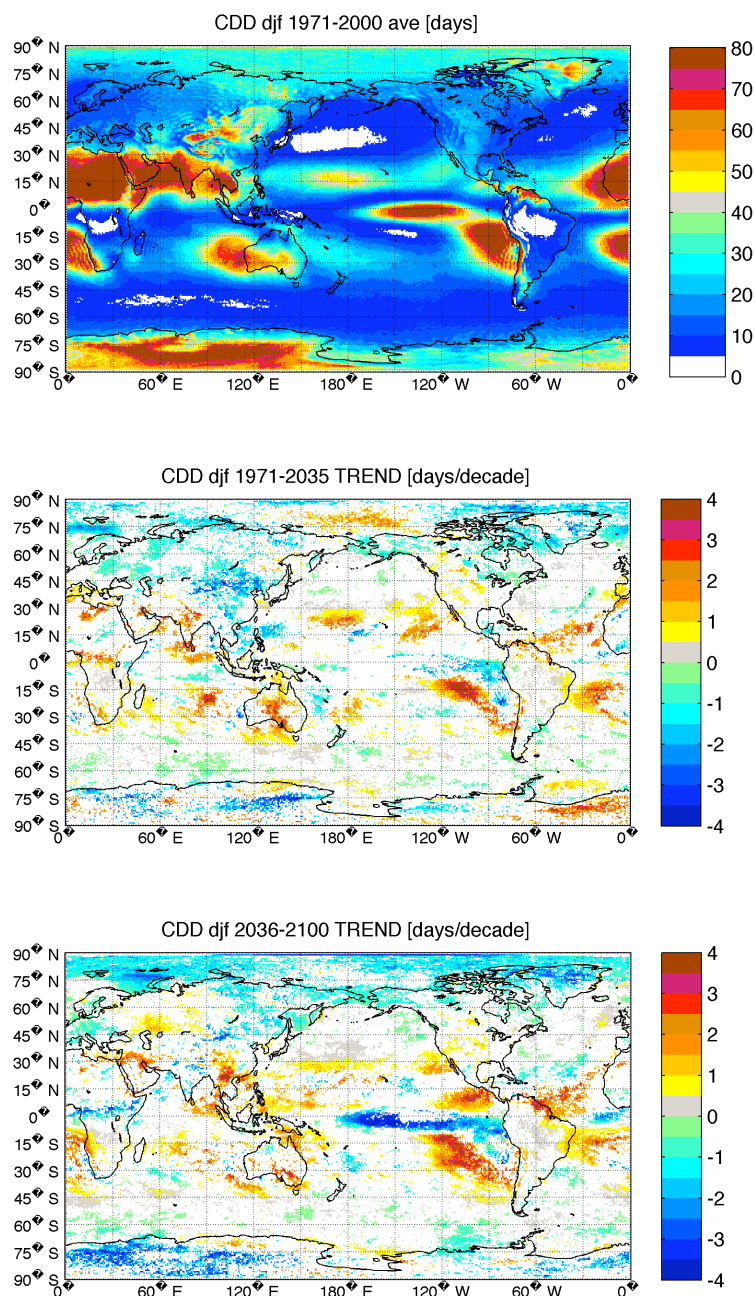 CDD djf 1971-2000 ave [days]
90� N
75� N
60� N
45� N
30� N
15� N
0�
15� S
30� S
45� S
60� S
75� S
90� S
0�
60� E
120� E
180� E
120� W
60� W
0�
80
70
60
50
40
30
20
10
0
CDD djf 1971-2035 TREND [days/decade]
90� N
75� N
60� N
45� N
30� N
15� N
0�
15� S
30� S
45� S
60� S
75� S
90� S
0�
60� E
120� E
180� E
120� W
60� W
0�
4
3
2
1
0
-1
-2
-3
-4
CDD djf 2036-2100 TREND [days/decade]
90� N
75� N
60� N
45� N
30� N
15� N
0�
15� S
30� S
45� S
60� S
75� S
90� S
0�
60� E
120� E
180� E
120� W
60� W
0�
4
3
2
1
0
-1
-2
-3
-4